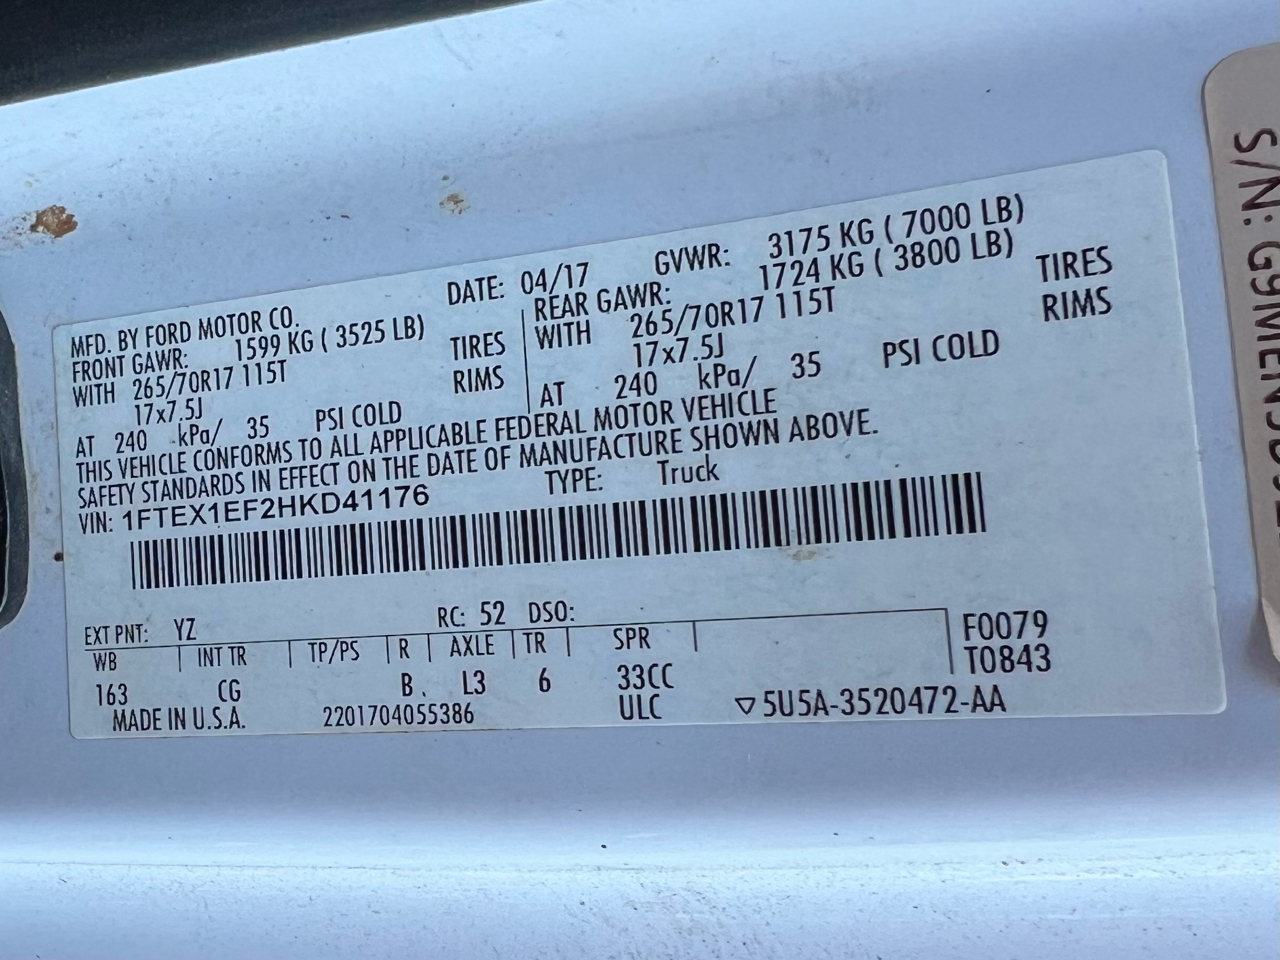 MFD. BY FORD MOTOR CO.
DATE: 04/17 GVWR: 3175 KG ( 7000 LB)
FRONT GAWR: 1599 KG ( 3525 LB)
WITH 265/70R17 115T TIRES
17x7.5J RIMS
AT 240 kPa/ 35 PSI COLD
REAR GAWR: 1724 KG ( 3800 LB)
WITH 265/70R17 115T TIRES
17x7.5J RIMS
AT 240 kPa/ 35 PSI COLD
THIS VEHICLE CONFORMS TO ALL APPLICABLE FEDERAL MOTOR VEHICLE
SAFETY STANDARDS IN EFFECT ON THE DATE OF MANUFACTURE SHOWN ABOVE.
VIN: 1FTEX1EF2HKD41176 TYPE: Truck
EXT PNT: YZ RC: 52 DSO:
WB INT TR TP/PS R AXLE TR SPR F0079
163 CG B. L3 6 33CC T0843
MADE IN U.S.A. 2201704055386 ULC ▽5U5A-3520472-AA
S/N: